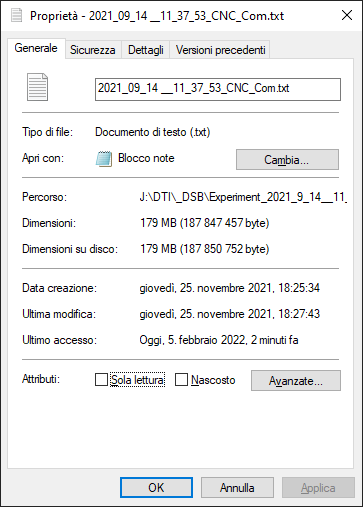 Proprietà - 2021_09_14 __11_37_53_CNC_Com.txt
Generale Sicurezza Dettagli Versioni precedenti
2021_09_14 __11_37_53_CNC_Com.txt
Tipo di file: Documento di testo (.txt)
Apri con: Blocco note Cambia...
Percorso: J:\DTI\_DSB\Experiment_2021_9_14__11_
Dimensioni: 179 MB (187 847 457 byte)
Dimensioni su disco: 179 MB (187 850 752 byte)
Data creazione: giovedì, 25. novembre 2021, 18:25:34
Ultima modifica: giovedì, 25. novembre 2021, 18:27:43
Ultimo accesso: Oggi, 5. febbraio 2022, 2 minuti fa
Attributi: Sola lettura Nascosto Avanzate...
OK Annulla Applica